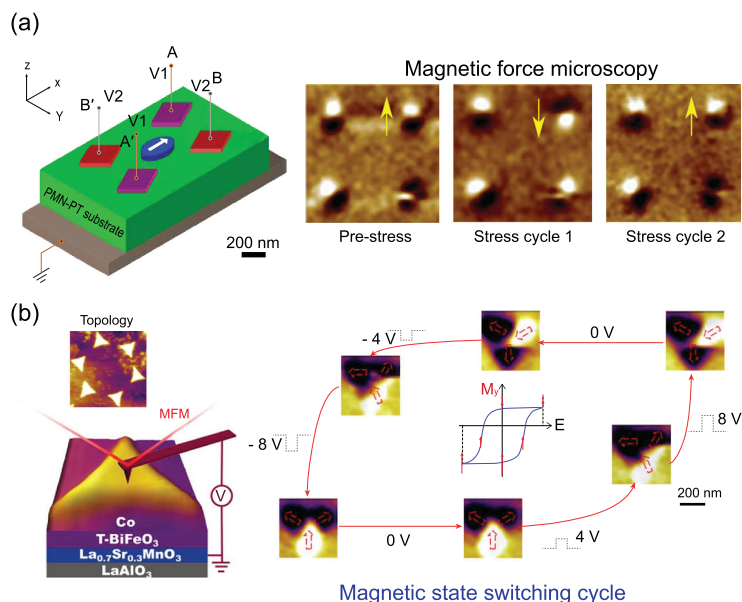 (a)
A
V1
V2 B
B′ V2
V1
A′
z
x
Y
PMN-PT substrate
200 nm
Magnetic force microscopy
Pre-stress
Stress cycle 1
Stress cycle 2
(b)
Topology
MFM
V
Co
T-BiFeO₃
La₀.₇Sr₀.₃MnO₃
LaAlO₃
- 4 V
0 V
- 8 V
8 V
My
E
0 V
4 V
200 nm
Magnetic state switching cycle